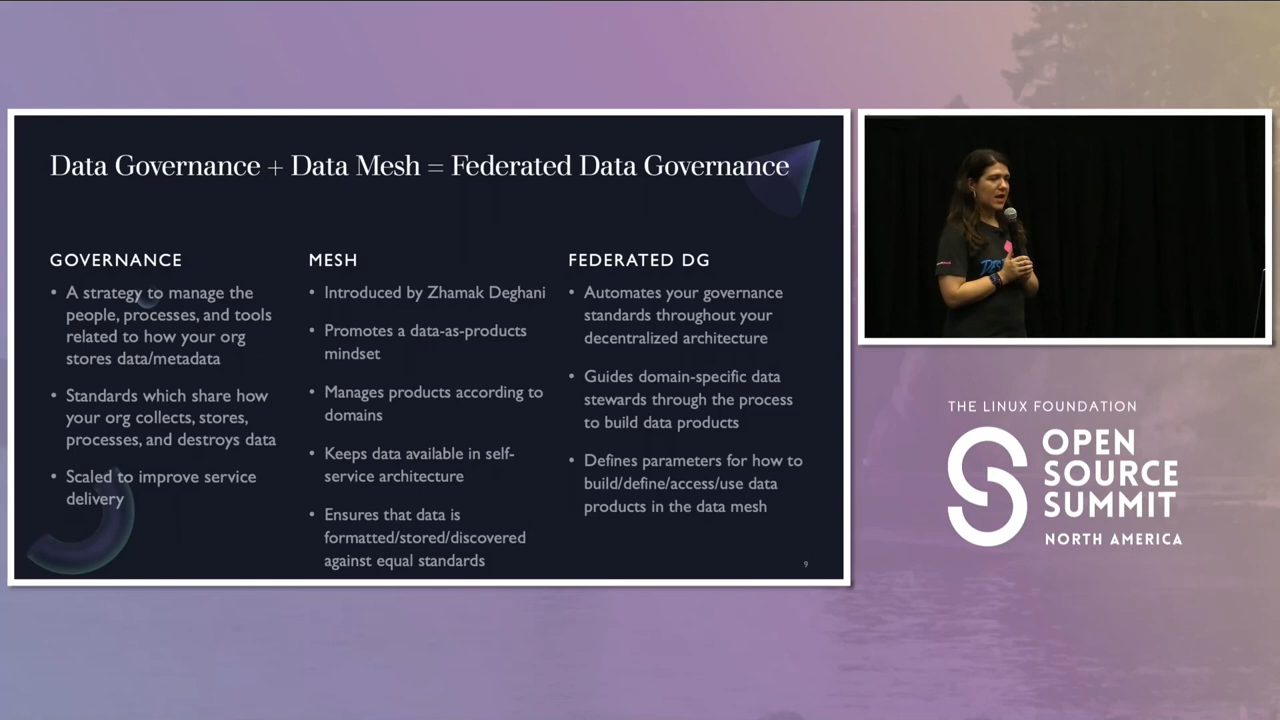 Data Governance + Data Mesh = Federated Data Governance
GOVERNANCE
• A strategy to manage the
people, processes, and tools
related to how your org
stores data/metadata
• Standards which share how
your org collects, stores,
processes, and destroys data
• Scaled to improve service
delivery
MESH
• Introduced by Zhamak Deghani
• Promotes a data-as-products
mindset
• Manages products according to
domains
• Keeps data available in self-
service architecture
• Ensures that data is
formatted/stored/discovered
against equal standards
FEDERATED DG
• Automates your governance
standards throughout your
decentralized architecture
• Guides domain-specific data
stewards through the process
to build data products
• Defines parameters for how to
build/define/access/use data
products in the data mesh
9
THE LINUX FOUNDATION
OPEN
SOURCE
SUMMIT
NORTH AMERICA